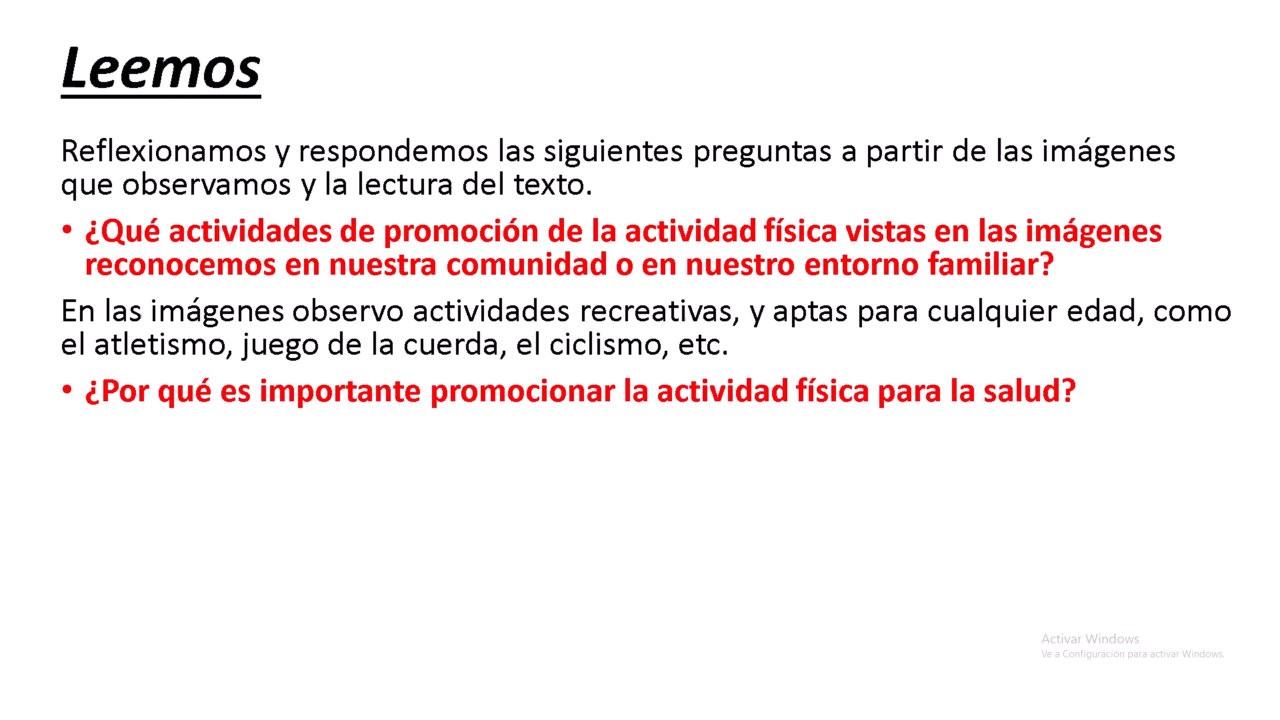 Leemos
Reflexionamos y respondemos las siguientes preguntas a partir de las imágenes
que observamos y la lectura del texto.
• ¿Qué actividades de promoción de la actividad física vistas en las imágenes
reconocemos en nuestra comunidad o en nuestro entorno familiar?
En las imágenes observo actividades recreativas, y aptas para cualquier edad, como
el atletismo, juego de la cuerda, el ciclismo, etc.
• ¿Por qué es importante promocionar la actividad física para la salud?
Activar Windows
Ve a Configuración para activar Windows.